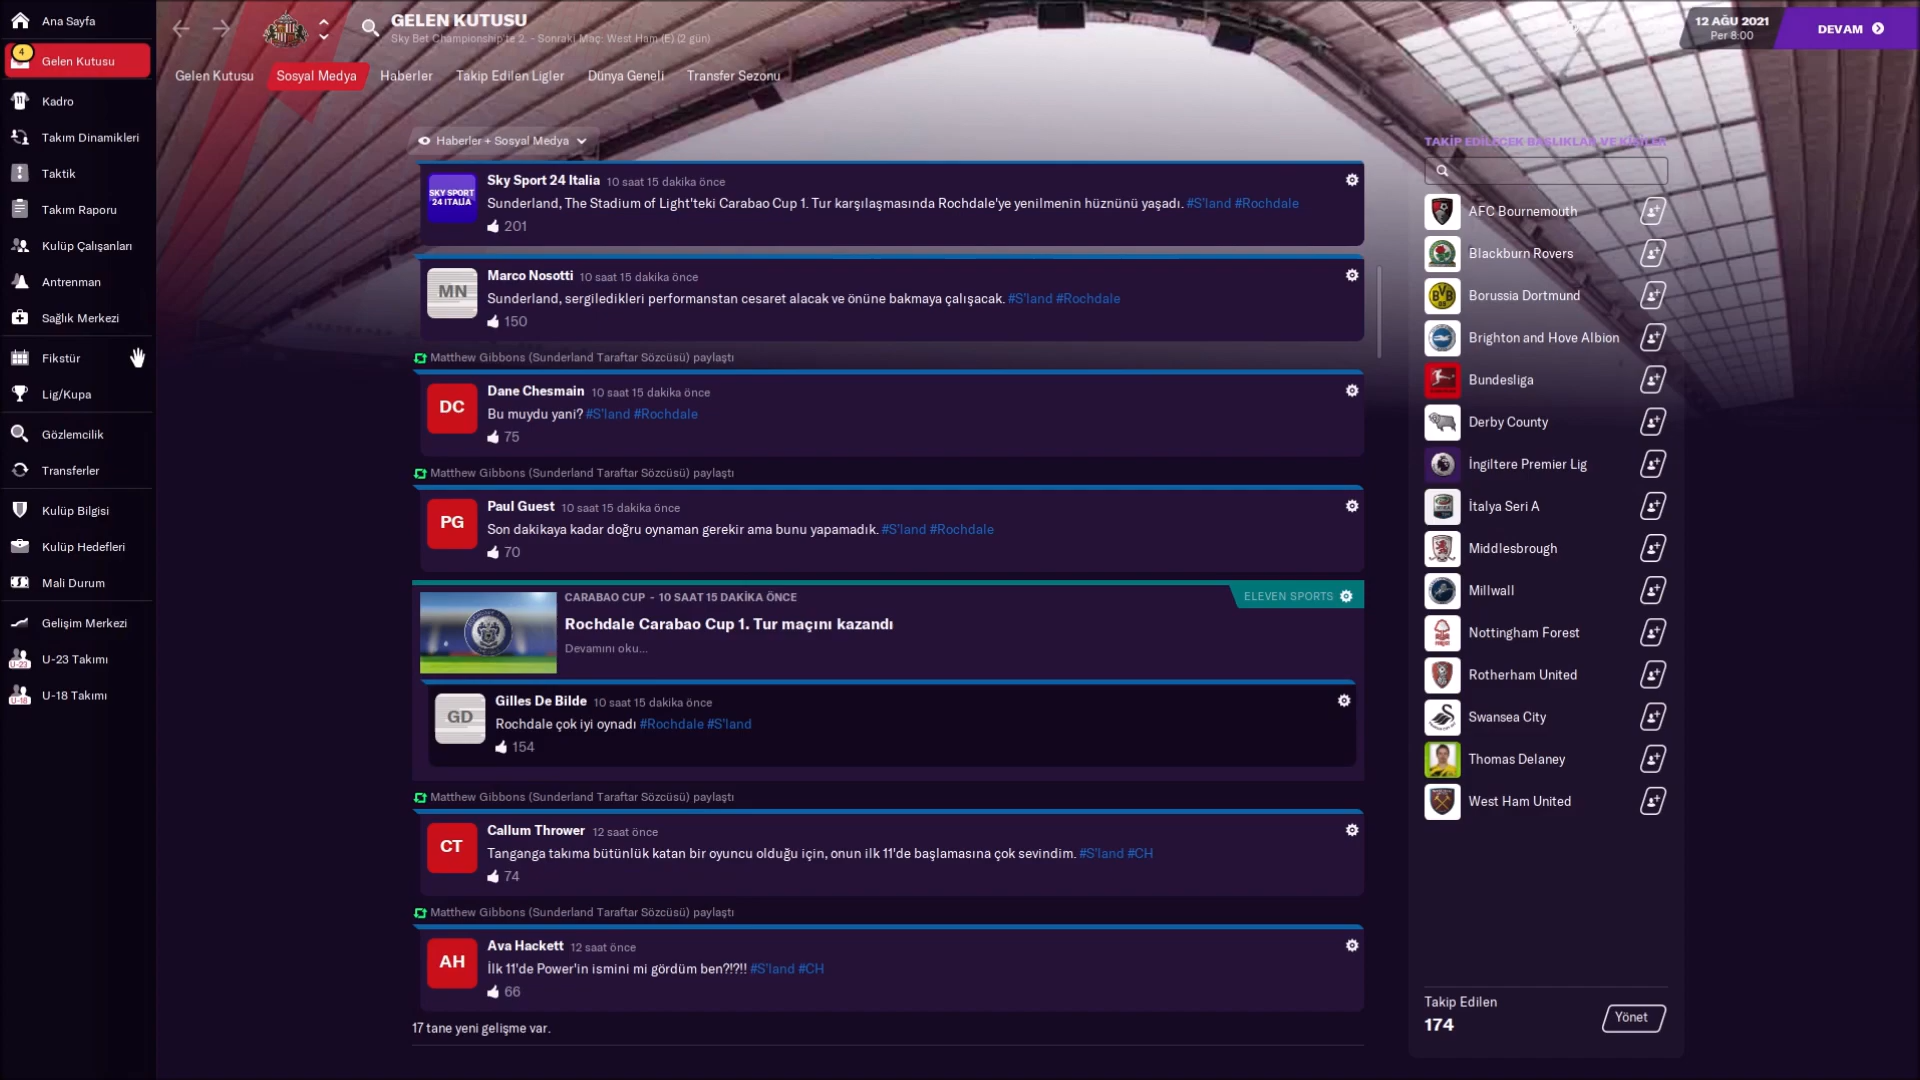 Ana Sayfa
4
Gelen Kutusu
Kadro
Takım Dinamikleri
Taktik
Takım Raporu
Kulüp Çalışanları
Antrenman
Sağlık Merkezi
Fikstür
Lig/Kupa
Gözlemcilik
Transferler
Kulüp Bilgisi
Kulüp Hedefleri
Mali Durum
Gelişim Merkezi
U-23 Takımı
U-18 Takımı
GELEN KUTUSU
Sky Bet Championship'te 2. - Sonraki Maç: West Ham (E) (2 gün)
12 AĞU 2021
Per 8:00
DEVAM
Gelen Kutusu Sosyal Medya Haberler Takip Edilen Ligler Dünya Geneli Transfer Sezonu
Haberler + Sosyal Medya
SKY SPORT
24 ITALIA
Sky Sport 24 Italia 10 saat 15 dakika önce
Sunderland, The Stadium of Light'teki Carabao Cup 1. Tur karşılaşmasında Rochdale'ye yenilmenin hüznünü yaşadı. #S'land #Rochdale
201
MN
Marco Nosotti 10 saat 15 dakika önce
Sunderland, sergiledikleri performanstan cesaret alacak ve önüne bakmaya çalışacak. #S'land #Rochdale
150
Matthew Gibbons (Sunderland Taraftar Sözcüsü) paylaştı
DC
Dane Chesmain 10 saat 15 dakika önce
Bu muydu yani? #S'land #Rochdale
75
Matthew Gibbons (Sunderland Taraftar Sözcüsü) paylaştı
PG
Paul Guest 10 saat 15 dakika önce
Son dakikaya kadar doğru oynaman gerekir ama bunu yapamadık. #S'land #Rochdale
70
CARABAO CUP - 10 SAAT 15 DAKİKA ÖNCE
ELEVEN SPORTS
Rochdale Carabao Cup 1. Tur maçını kazandı
Devamını oku...
GD
Gilles De Bilde 10 saat 15 dakika önce
Rochdale çok iyi oynadı #Rochdale #S'land
154
Matthew Gibbons (Sunderland Taraftar Sözcüsü) paylaştı
CT
Callum Thrower 12 saat önce
Tanganga takıma bütünlük katan bir oyuncu olduğu için, onun ilk 11'de başlamasına çok sevindim. #S'land #CH
74
Matthew Gibbons (Sunderland Taraftar Sözcüsü) paylaştı
AH
Ava Hackett 12 saat önce
İlk 11'de Power'in ismini mi gördüm ben?!?!! #S'land #CH
66
17 tane yeni gelişme var.
TAKİP EDİLECEK BAŞLIKLAR VE KİŞİLER
AFC Bournemouth
Blackburn Rovers
Borussia Dortmund
Brighton and Hove Albion
Bundesliga
Derby County
İngiltere Premier Lig
İtalya Seri A
Middlesbrough
Millwall
Nottingham Forest
Rotherham United
Swansea City
Thomas Delaney
West Ham United
Takip Edilen
174
Yönet